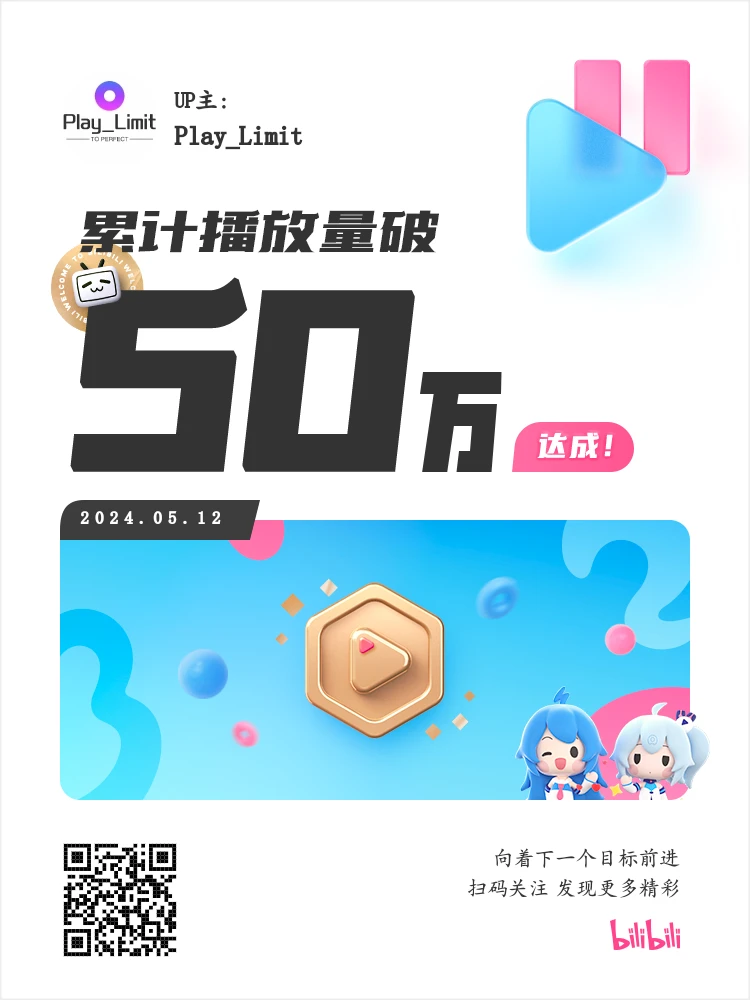 Play_Limit
TO PERFECT
UP主:
Play_Limit
累计播放量破
50万
达成!
2024.05.12
向着下一个目标前进
扫码关注 发现更多精彩
bilibili